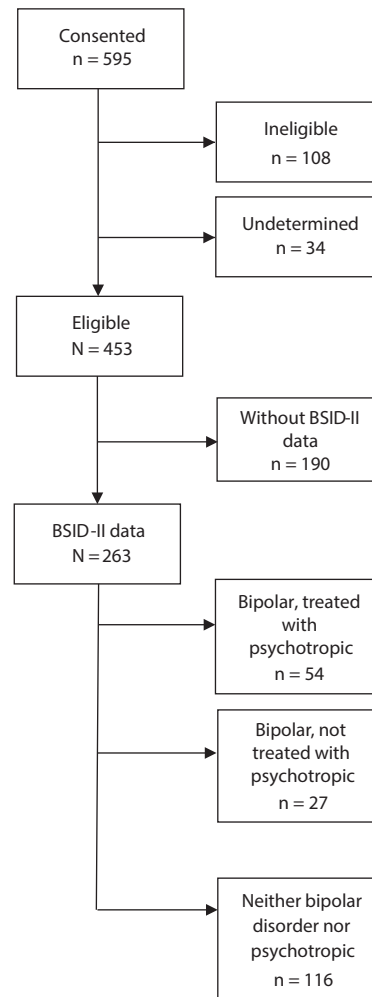 Consented
n = 595
Ineligible
n = 108
Undetermined
n = 34
Eligible
N = 453
Without BSID-II
data
n = 190
BSID-II data
N = 263
Bipolar, treated
with
psychotropic
n = 54
Bipolar, not
treated with
psychotropic
n = 27
Neither bipolar
disorder nor
psychotropic
n = 116